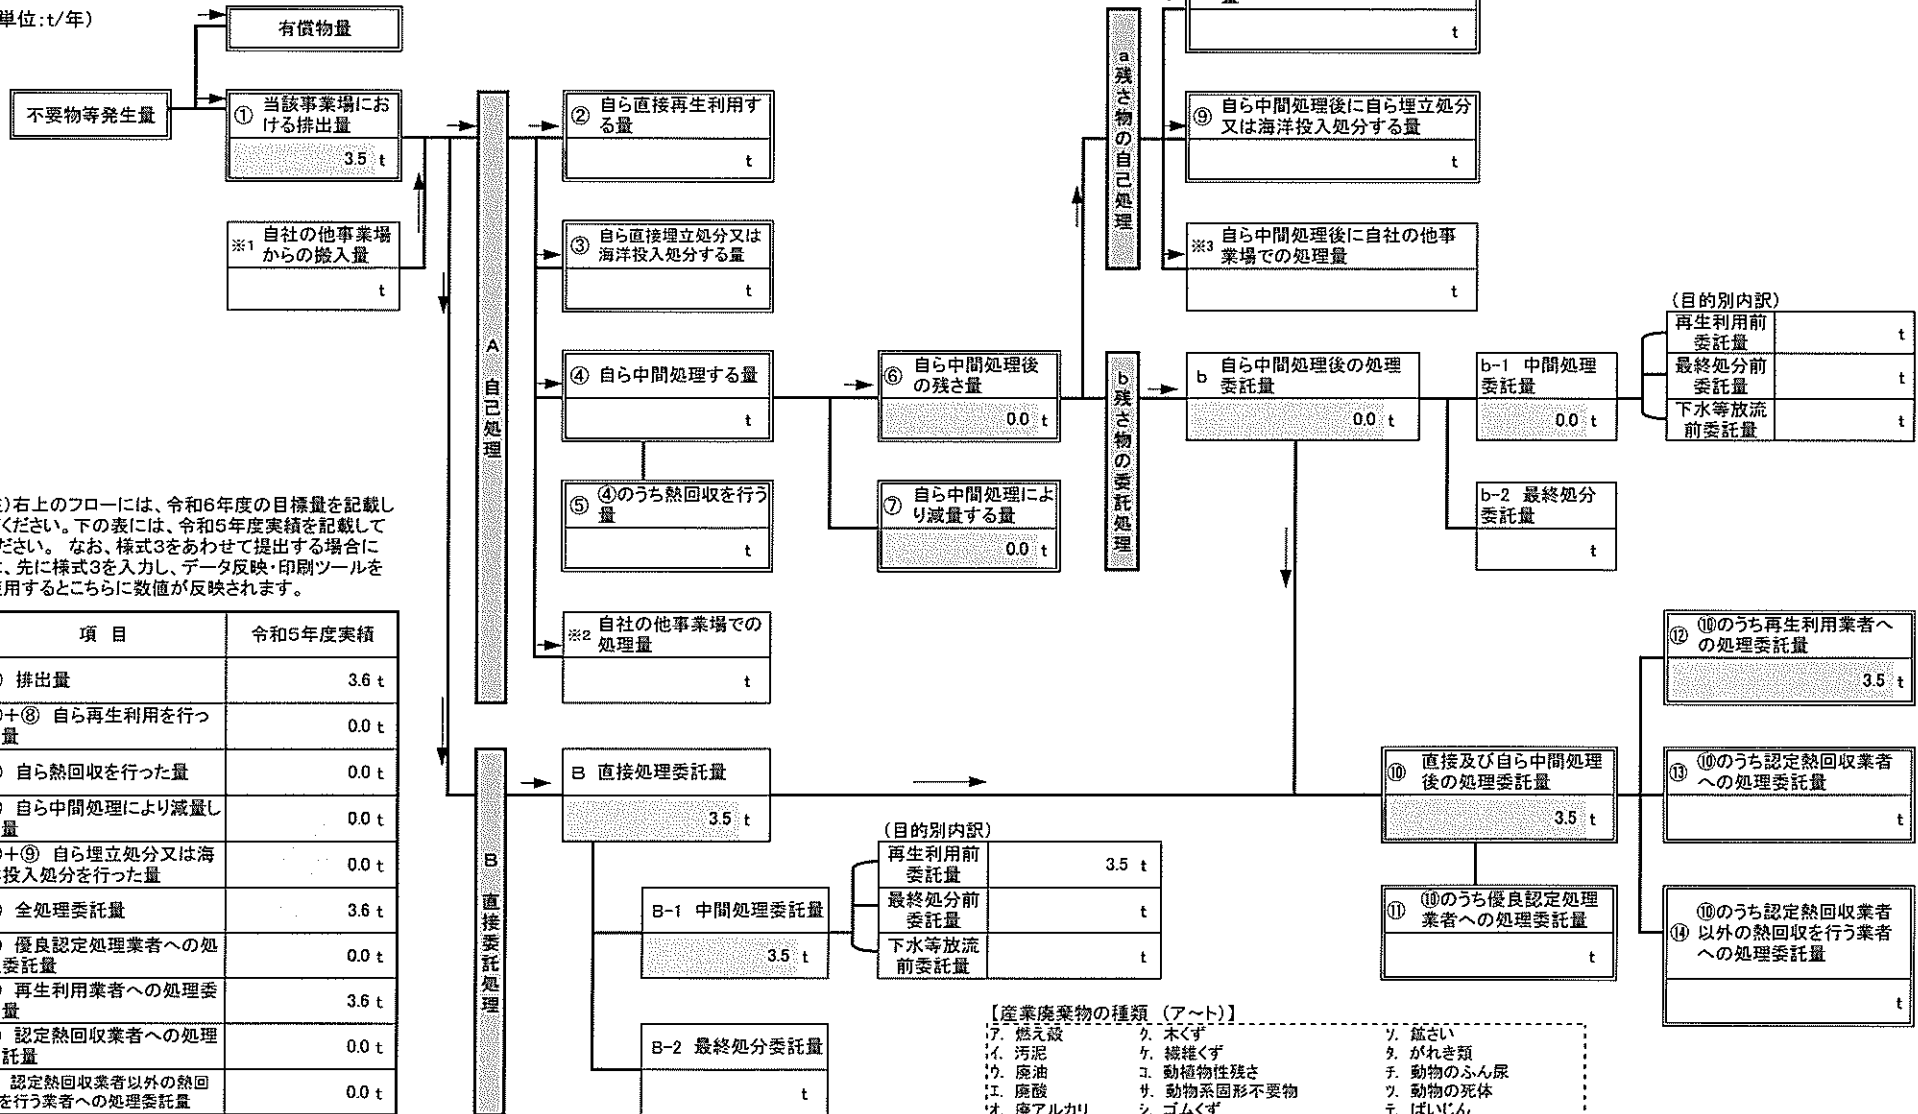 単位:t/年)
有償物量
不要物等発生量
① 当該事業場にお
ける排出量
3.5 t
※1 自社の他事業場
からの搬入量
t
A 自己処理
② 自ら直接再生利用す
る量
t
③ 自ら直接埋立処分又は
海洋投入処分する量
t
④ 自ら中間処理する量
t
⑤ ④のうち熱回収を行う
量
t
※2 自社の他事業場での
処理量
t
⑥ 自ら中間処理後
の残さ量
0.0 t
⑦ 自ら中間処理によ
り減量する量
0.0 t
a 残さ物の自己処理
量
t
⑨ 自ら中間処理後に自ら埋立処分
又は海洋投入処分する量
t
※3 自ら中間処理後に自社の他事
業場での処理量
t
b 残さ物の委託処理
b 自ら中間処理後の処理
委託量
0.0 t
b-1 中間処理
委託量
0.0 t
(目的別内訳)
再生利用前
委託量
t
最終処分前
委託量
t
下水等放流
前委託量
t
b-2 最終処分
委託量
t
)右上のフローには、令和6年度の目標量を記載し
ください。下の表には、令和5年度実績を記載して
ださい。 なお、様式3をあわせて提出する場合に
、先に様式3を入力し、データ反映・印刷ツールを
用するとこちらに数値が反映されます。
項 目 令和5年度実績
排出量 3.6 t
+⑧ 自ら再生利用を行っ
量 0.0 t
自ら熱回収を行った量 0.0 t
自ら中間処理により減量し
量 0.0 t
+⑨ 自ら埋立処分又は海
投入処分を行った量 0.0 t
全処理委託量 3.6 t
優良認定処理業者への処
委託量 0.0 t
再生利用業者への処理委
量 3.6 t
認定熱回収業者への処理
託量 0.0 t
認定熱回収業者以外の熱回
を行う業者への処理委託量 0.0 t
B 直接委託処理
B 直接処理委託量
3.5 t
B-1 中間処理委託量
3.5 t
(目的別内訳)
再生利用前
委託量
3.5 t
最終処分前
委託量
t
下水等放流
前委託量
t
B-2 最終処分委託量
t
⑩ 直接及び自ら中間処理
後の処理委託量
3.5 t
⑪ ⑩のうち優良認定処理
業者への処理委託量
t
⑫ ⑩のうち再生利用業者へ
の処理委託量
3.5 t
⑬ ⑩のうち認定熱回収業者
への処理委託量
t
⑭ ⑩のうち認定熱回収業者
以外の熱回収を行う業者
への処理委託量
t
【産業廃棄物の種類 (ア~ト)】
ア. 燃え殻 ク. 木くず ソ. 鉱さい
イ. 汚泥 ケ. 繊維くず タ. がれき類
ウ. 廃油 コ. 動植物性残さ チ. 動物のふん尿
エ. 廃酸 サ. 動物系固形不要物 ツ. 動物の死体
オ. 廃アルカリ シ. ゴムくず テ. ばいじん